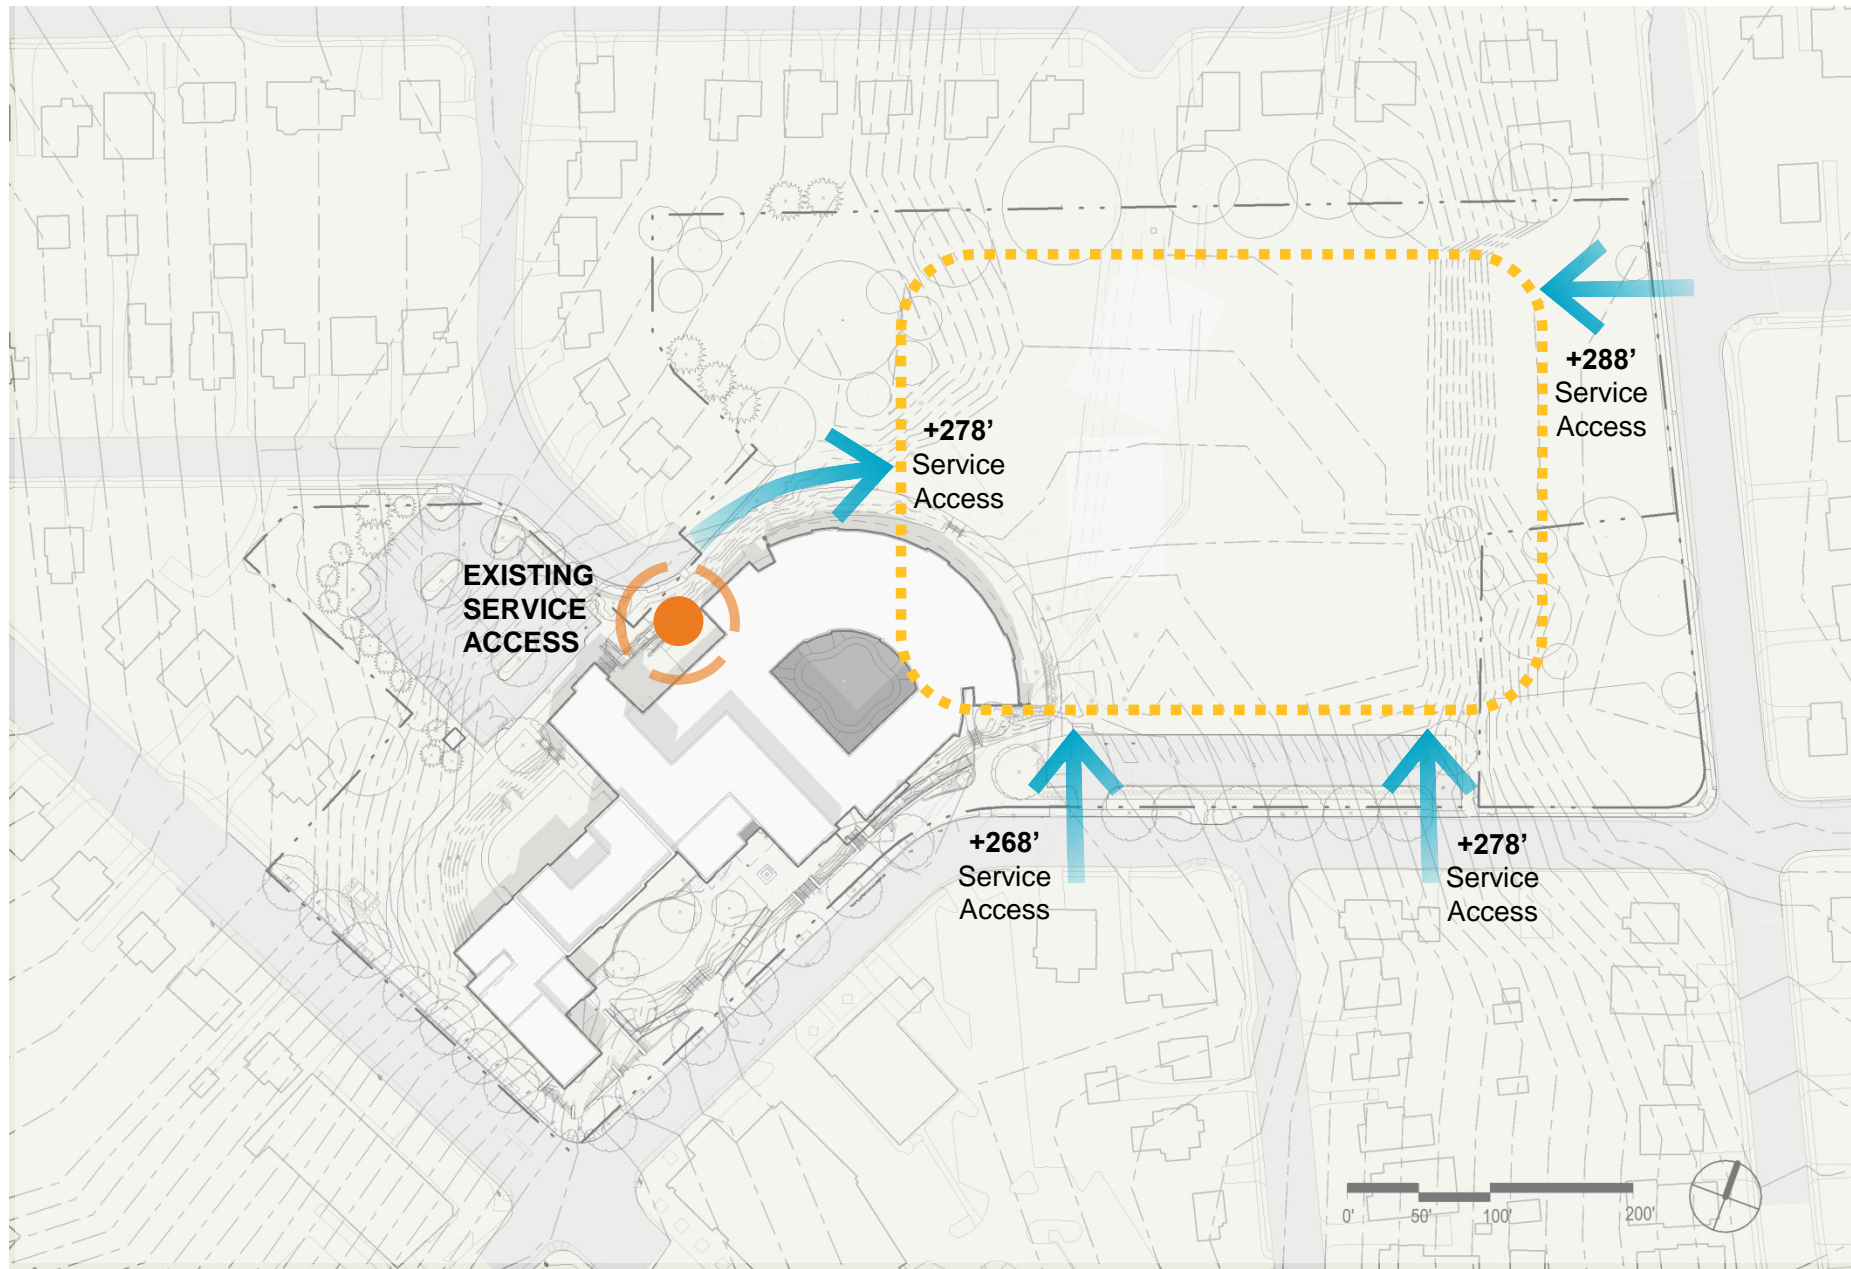 +288’
Service
Access
+278’
Service
Access
EXISTING
SERVICE
ACCESS
+268’
Service
Access
+278’
Service
Access
0'
50'
100'
200'